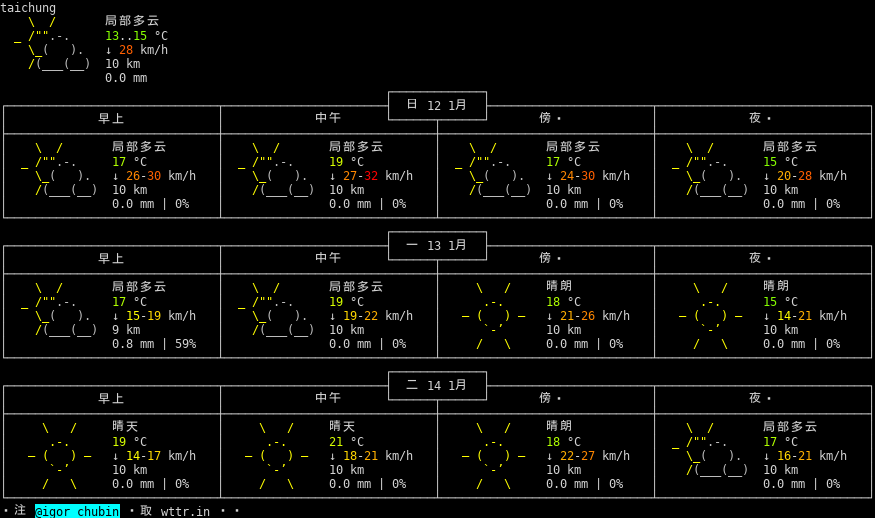 taichung
局部多云
13..15 °C
↓ 28 km/h
10 km
0.0 mm
日 12 1月
早上 中午 傍· 夜·
局部多云 局部多云 局部多云 局部多云
17 °C 19 °C 17 °C 15 °C
↓ 26-30 km/h ↓ 27-32 km/h ↓ 24-30 km/h ↓ 20-28 km/h
10 km 10 km 10 km 10 km
0.0 mm | 0% 0.0 mm | 0% 0.0 mm | 0% 0.0 mm | 0%
一 13 1月
早上 中午 傍· 夜·
局部多云 局部多云 晴朗 晴朗
17 °C 19 °C 18 °C 15 °C
↓ 15-19 km/h ↓ 19-22 km/h ↓ 21-26 km/h ↓ 14-21 km/h
9 km 10 km 10 km 10 km
0.8 mm | 59% 0.0 mm | 0% 0.0 mm | 0% 0.0 mm | 0%
二 14 1月
早上 中午 傍· 夜·
晴天 晴天 晴朗 局部多云
19 °C 21 °C 18 °C 17 °C
↓ 14-17 km/h ↓ 18-21 km/h ↓ 22-27 km/h ↓ 16-21 km/h
10 km 10 km 10 km 10 km
0.0 mm | 0% 0.0 mm | 0% 0.0 mm | 0% 0.0 mm | 0%
·注 @igor_chubin ·取 wttr.in ··